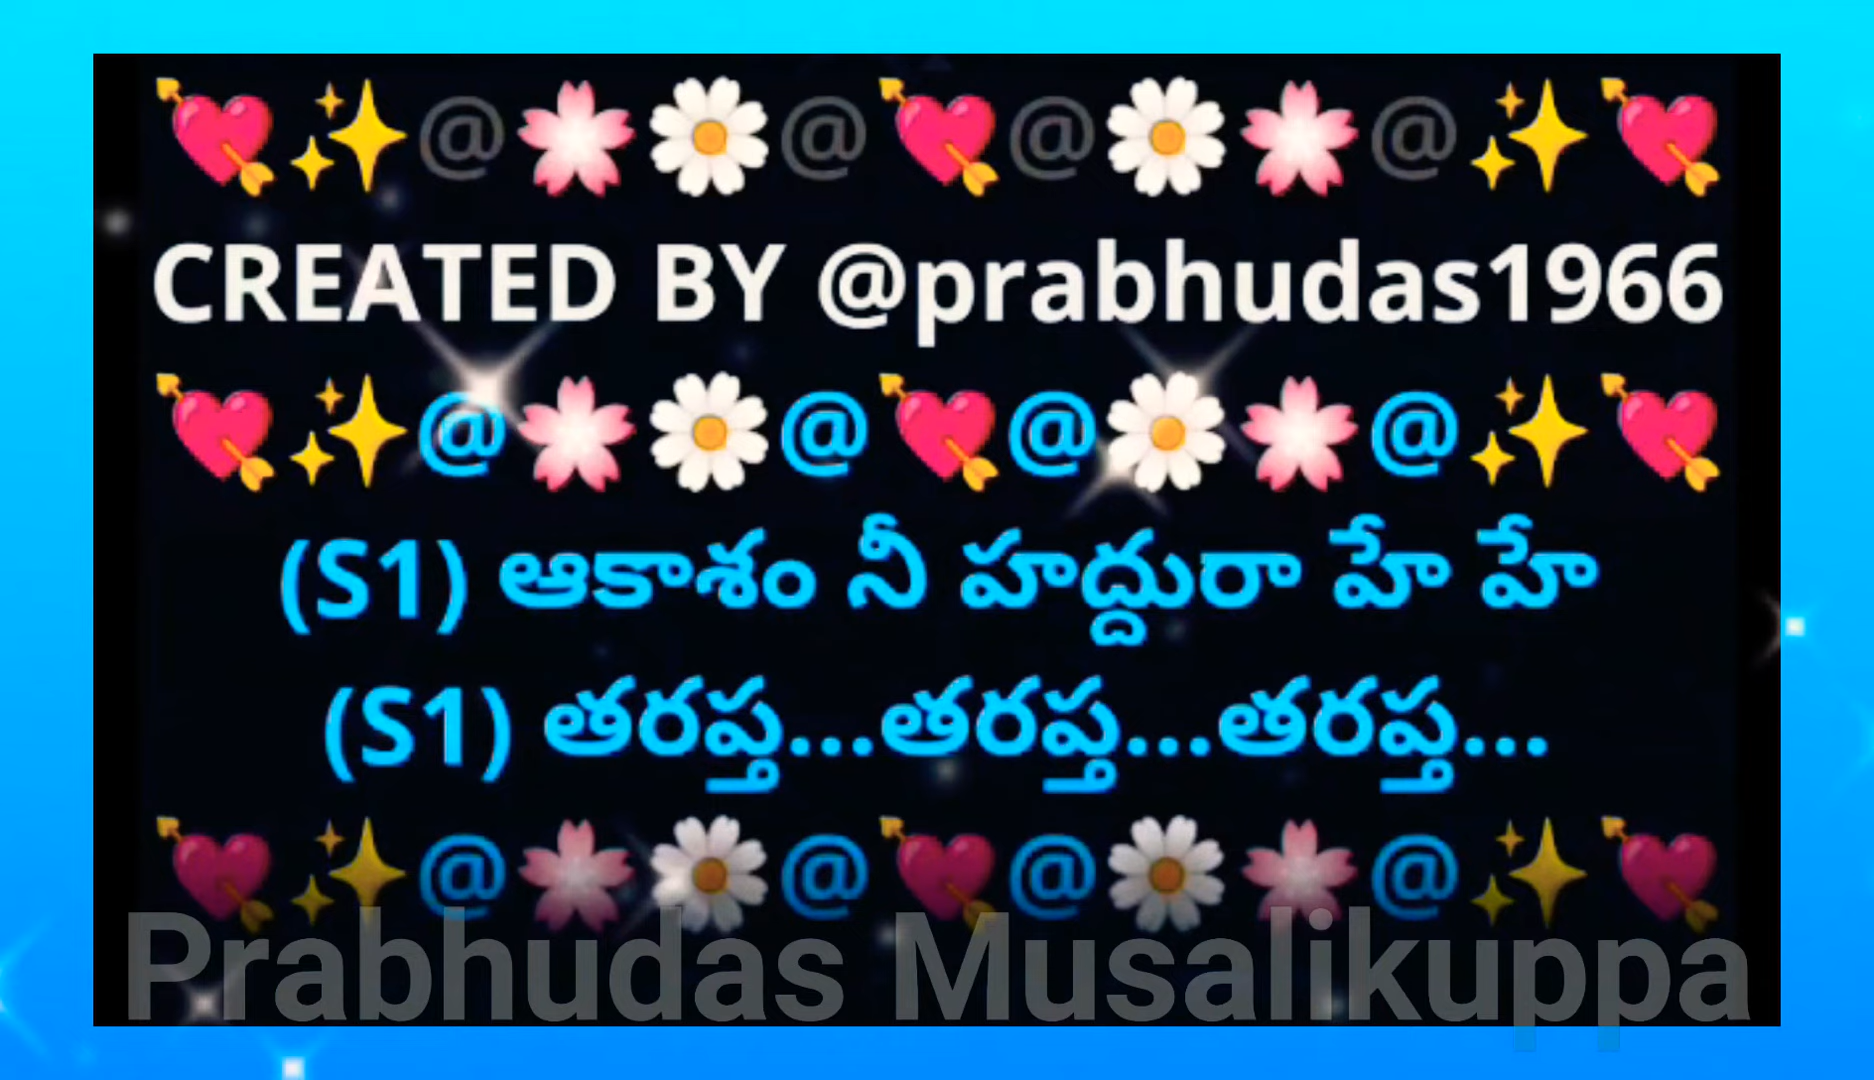 💘✨@🌸🌼@💘@🌼🌸@✨💘
CREATED BY @prabhudas1966
💘✨@🌸🌼@💘@🌼🌸@✨💘
(S1) ఆకాశం నీ హద్దురా హే హే
(S1) తరప్త...తరప్త...తరప్త...
💘✨@🌸🌼@💘@🌼🌸@✨💘
Prabhudas Musalikuppa